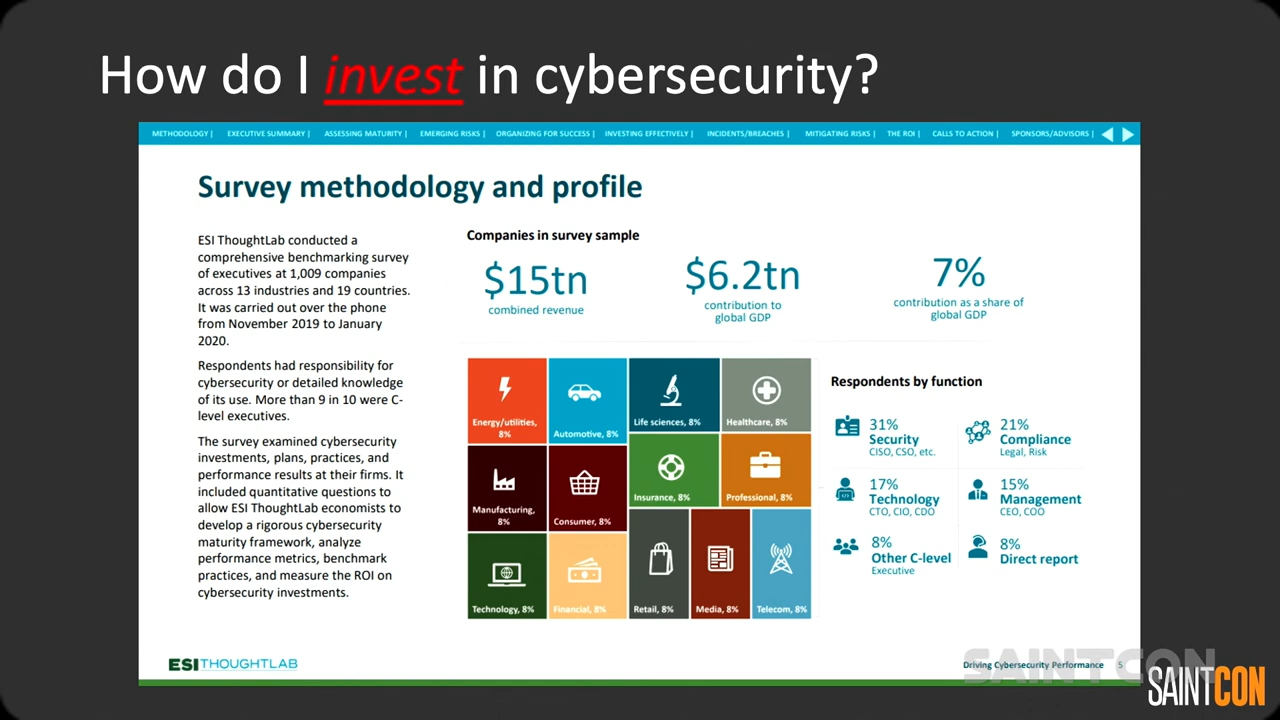 How do I invest in cybersecurity?
METHODOLOGY | EXECUTIVE SUMMARY | ASSESSING MATURITY | EMERGING RISKS | ORGANIZING FOR SUCCESS | INVESTING EFFECTIVELY | INCIDENTS/BREACHES | MITIGATING RISKS | THE ROI | CALLS TO ACTION | SPONSORS/ADVISORS |
Survey methodology and profile
ESI ThoughtLab conducted a
comprehensive benchmarking survey
of executives at 1,009 companies
across 13 industries and 19 countries.
It was carried out over the phone
from November 2019 to January
2020.
Respondents had responsibility for
cybersecurity or detailed knowledge
of its use. More than 9 in 10 were C-
level executives.
The survey examined cybersecurity
investments, plans, practices, and
performance results at their firms. It
included quantitative questions to
allow ESI ThoughtLab economists to
develop a rigorous cybersecurity
maturity framework, analyze
performance metrics, benchmark
practices, and measure the ROI on
cybersecurity investments.
Companies in survey sample
$15tn
combined revenue
$6.2tn
contribution to
global GDP
7%
contribution as a share of
global GDP
Energy/utilities,
8%
Automotive, 8%
Life sciences, 8%
Healthcare, 8%
Manufacturing,
8%
Consumer, 8%
Insurance, 8%
Professional, 8%
Technology, 8%
Financial, 8%
Retail, 8%
Media, 8%
Telecom, 8%
Respondents by function
31%
Security
CISO, CSO, etc.
21%
Compliance
Legal, Risk
17%
Technology
CTO, CIO, CDO
15%
Management
CEO, COO
8%
Other C-level
Executive
8%
Direct report
ESITHOUGHTLAB
Driving Cybersecurity Performance 5
SAINTCON
SAINTCON